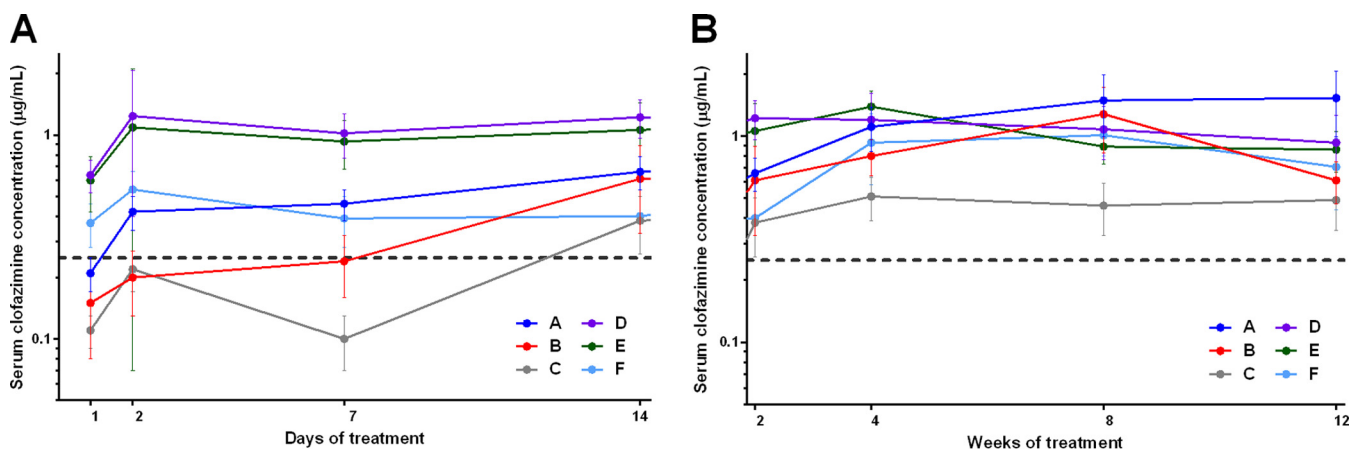 A
Serum clofazimine concentration (µg/mL)
1
0.1
A D
B E
C F
1 2 7 14
Days of treatment
B
Serum clofazimine concentration (µg/mL)
1
0.1
A D
B E
C F
2 4 8 12
Weeks of treatment